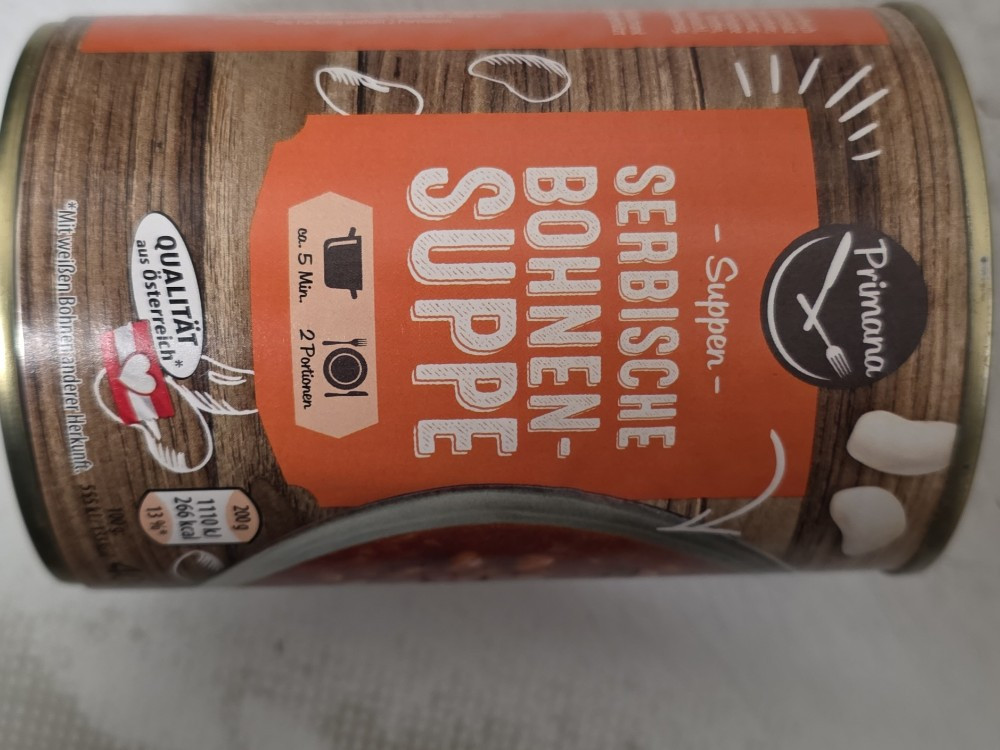 Primana
- Suppen -
SERBISCHE
BOHNEN-
SUPPE
ca. 5 Min.
2 Portionen
QUALITÄT
aus Österreich*
200g
1110 kJ
266 kcal
13 %*
*Mit weißen Bohnen anderer Herkunft.
100 g: